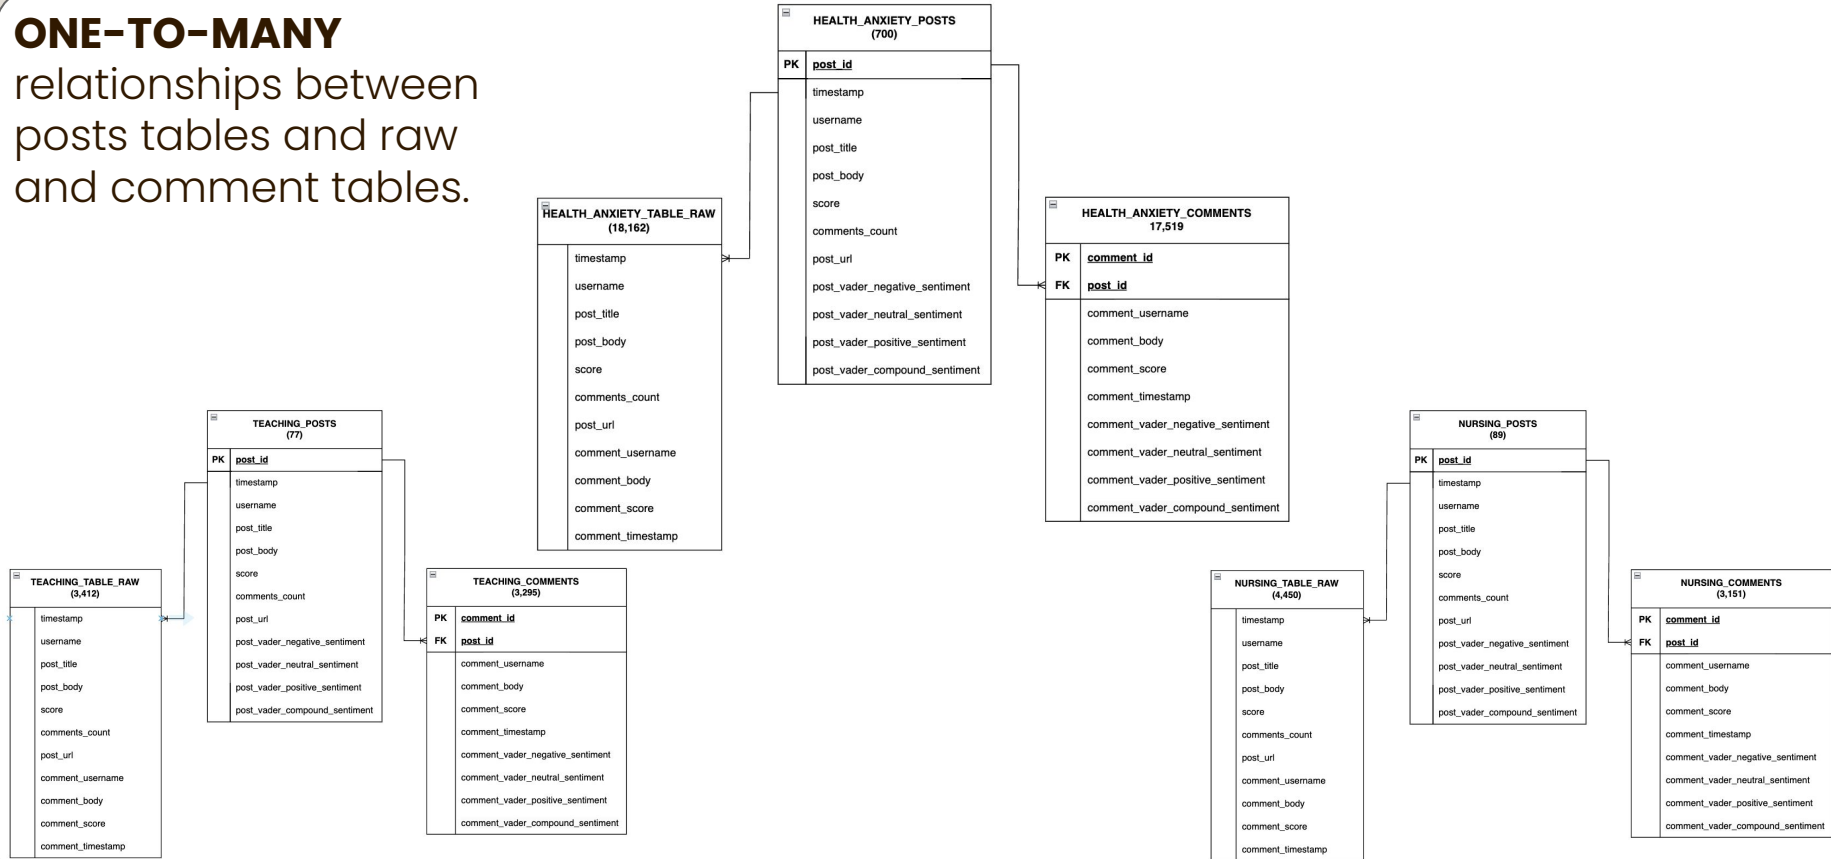 ONE-TO-MANY
relationships between
posts tables and raw
and comment tables.
HEALTH_ANXIETY_POSTS
(700)
PK post_id
timestamp
username
post_title
post_body
score
comments_count
post_url
post_vader_negative_sentiment
post_vader_neutral_sentiment
post_vader_positive_sentiment
post_vader_compound_sentiment
HEALTH_ANXIETY_TABLE_RAW
(18,162)
timestamp
username
post_title
post_body
score
comments_count
post_url
comment_username
comment_body
comment_score
comment_timestamp
HEALTH_ANXIETY_COMMENTS
17,519
PK comment_id
FK post_id
comment_username
comment_body
comment_score
comment_timestamp
comment_vader_negative_sentiment
comment_vader_neutral_sentiment
comment_vader_positive_sentiment
comment_vader_compound_sentiment
TEACHING_POSTS
(77)
PK post_id
timestamp
username
post_title
post_body
score
comments_count
post_url
post_vader_negative_sentiment
post_vader_neutral_sentiment
post_vader_positive_sentiment
post_vader_compound_sentiment
TEACHING_TABLE_RAW
(3,412)
timestamp
username
post_title
post_body
score
comments_count
post_url
comment_username
comment_body
comment_score
comment_timestamp
TEACHING_COMMENTS
(3,295)
PK comment_id
FK post_id
comment_username
comment_body
comment_score
comment_timestamp
comment_vader_negative_sentiment
comment_vader_neutral_sentiment
comment_vader_positive_sentiment
comment_vader_compound_sentiment
NURSING_POSTS
(89)
PK post_id
timestamp
username
post_title
post_body
score
comments_count
post_url
post_vader_negative_sentiment
post_vader_neutral_sentiment
post_vader_positive_sentiment
post_vader_compound_sentiment
NURSING_TABLE_RAW
(4,450)
timestamp
username
post_title
post_body
score
comments_count
post_url
comment_username
comment_body
comment_score
comment_timestamp
NURSING_COMMENTS
(3,151)
PK comment_id
FK post_id
comment_username
comment_body
comment_score
comment_timestamp
comment_vader_negative_sentiment
comment_vader_neutral_sentiment
comment_vader_positive_sentiment
comment_vader_compound_sentiment